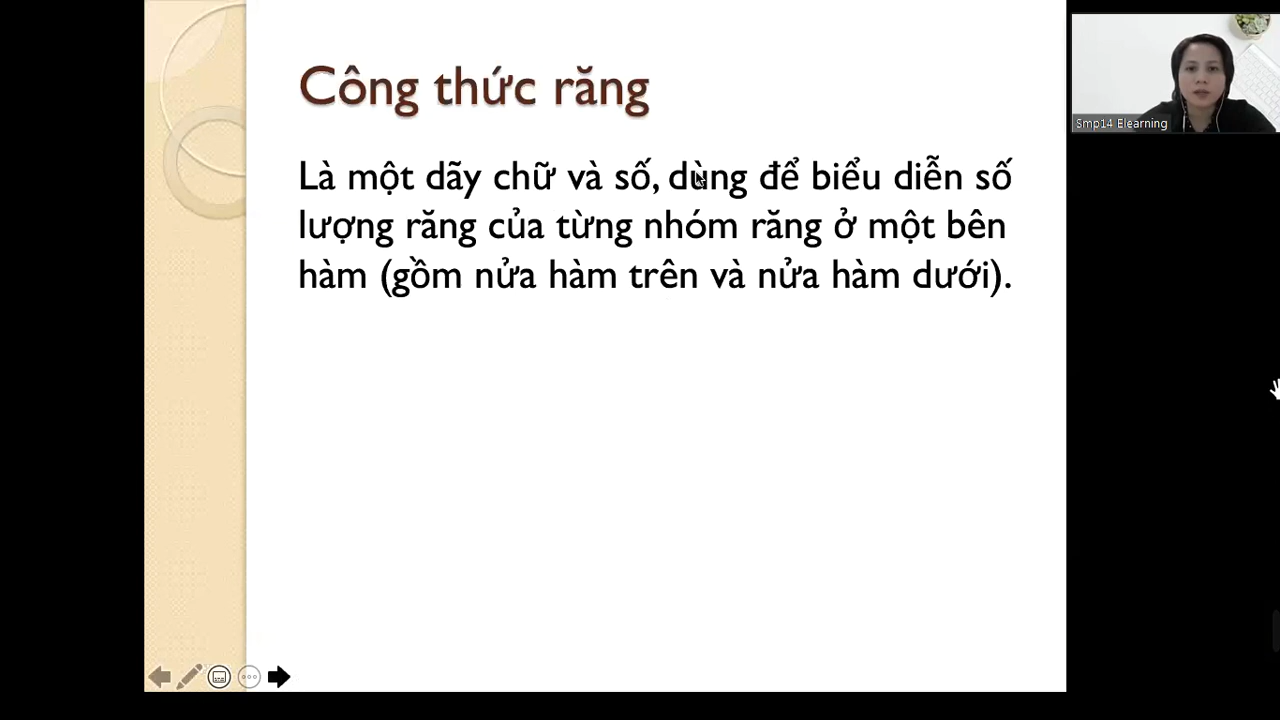 Công thức răng
Là một dãy chữ và số, dùng để biểu diễn số
lượng răng của từng nhóm răng ở một bên
hàm (gồm nửa hàm trên và nửa hàm dưới).
Smp14 Elearning